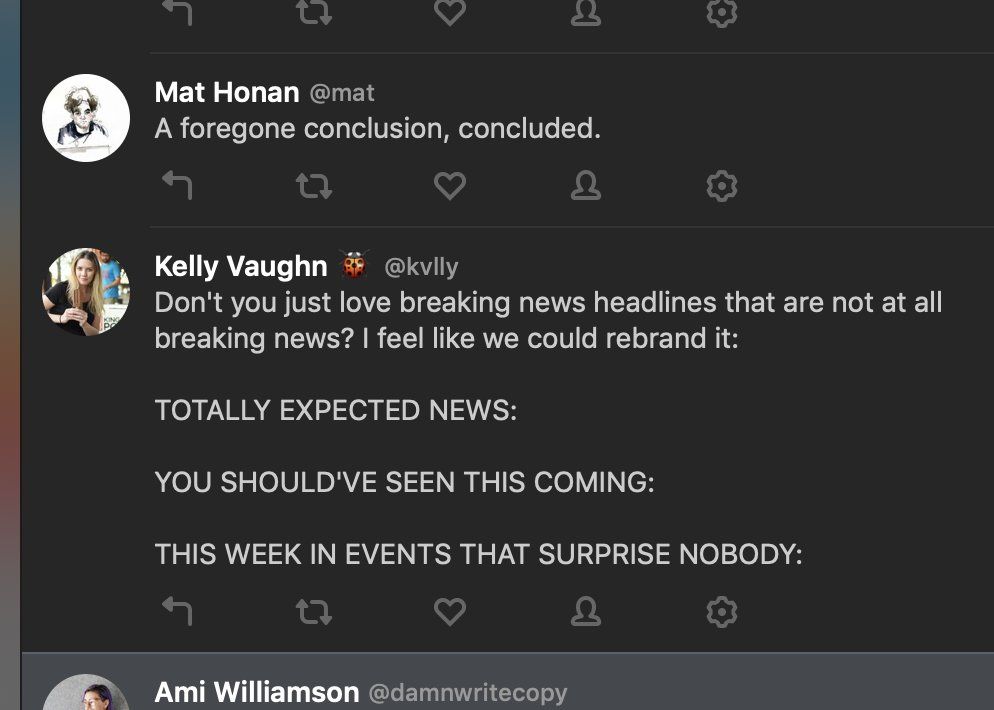 Mat Honan @mat
A foregone conclusion, concluded.
Kelly Vaughn 🐞 @kvlly
Don't you just love breaking news headlines that are not at all
breaking news? I feel like we could rebrand it:
TOTALLY EXPECTED NEWS:
YOU SHOULD'VE SEEN THIS COMING:
THIS WEEK IN EVENTS THAT SURPRISE NOBODY:
Ami Williamson @damnwritecopy